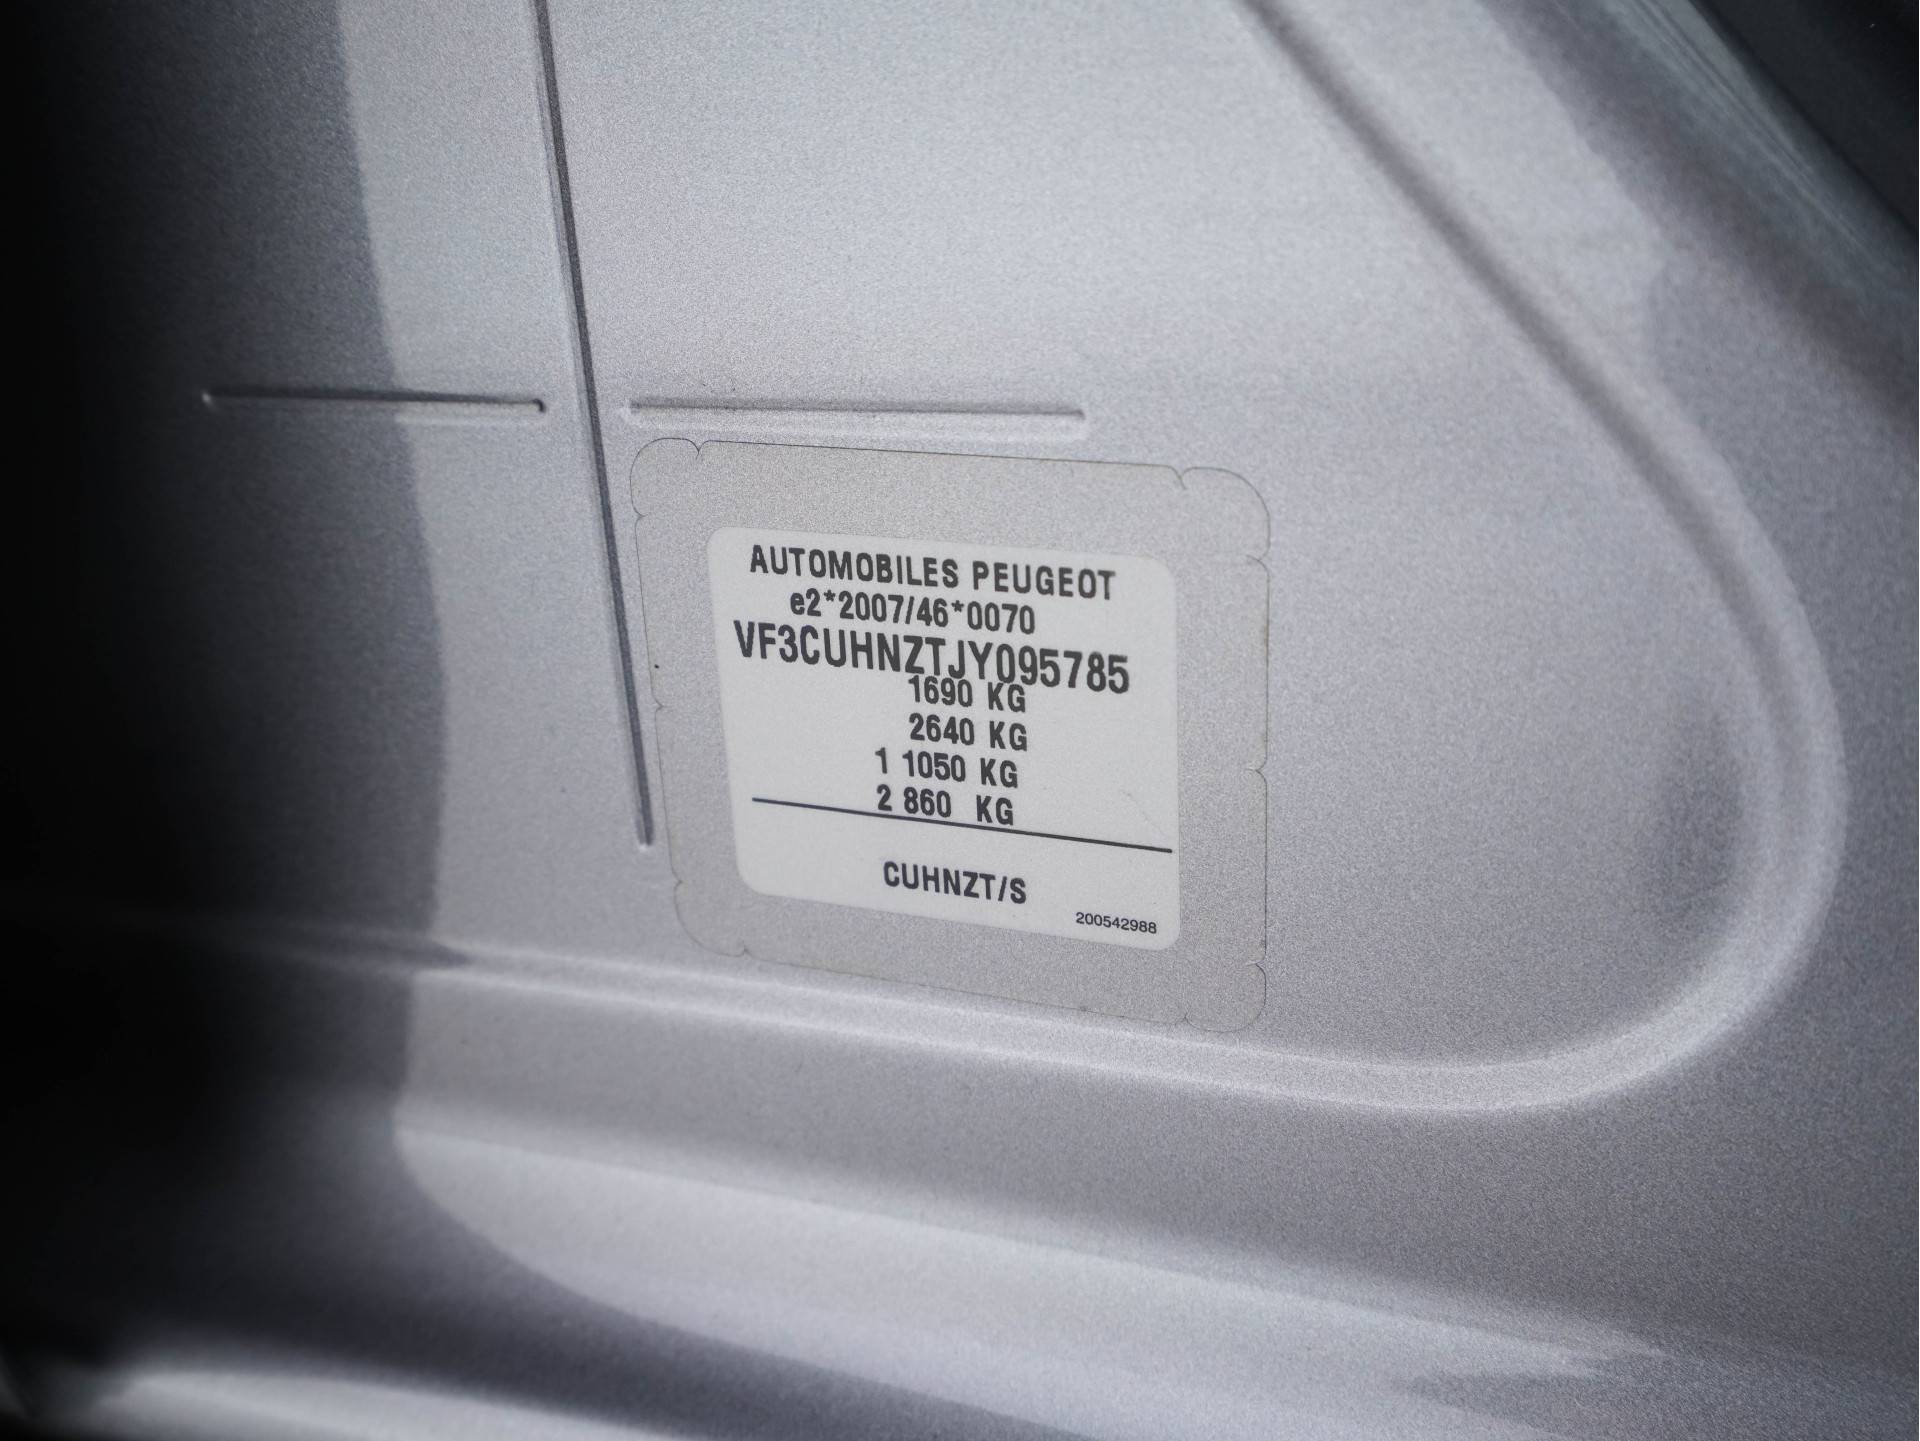 AUTOMOBILES PEUGEOT
e2*2007/46*0070
VF3CUHNZTJY095785
1690 KG
2640 KG
1 1050 KG
2 860 KG
CUHNZT/S
200542988